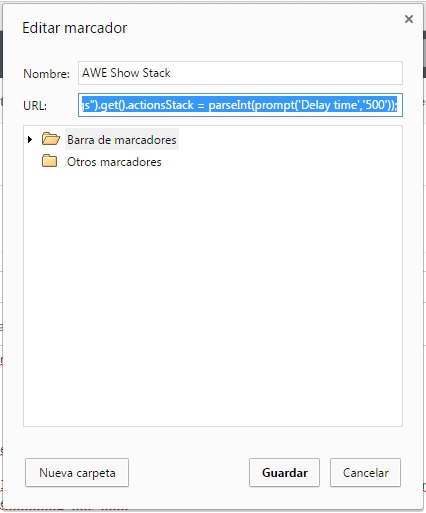 Editar marcador
Nombre: AWE Show Stack
URL: gs").get().actionsStack = parseInt(prompt('Delay time','500'));
Barra de marcadores
Otros marcadores
Nueva carpeta Guardar Cancelar